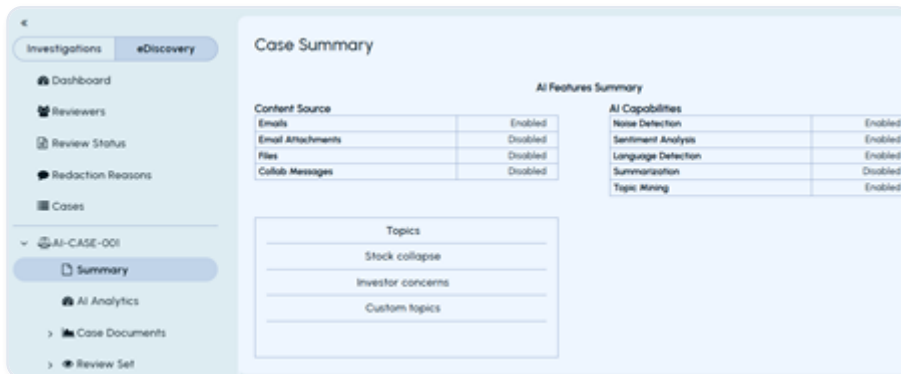 «
Investigations eDiscovery
Dashboard
Reviewers
Review Status
Redaction Reasons
Cases
AI-CASE-001
Summary
AI Analytics
Case Documents
Review Set
Case Summary
AI Features Summary
Content Source
Emails Enabled
Email Attachments Disabled
Files Disabled
Collab Messages Disabled
AI Capabilities
Noise Detection Enabled
Sentiment Analysis Enabled
Language Detection Enabled
Summarization Disabled
Topic Mining Enabled
Topics
Stock collapse
Investor concerns
Custom topics